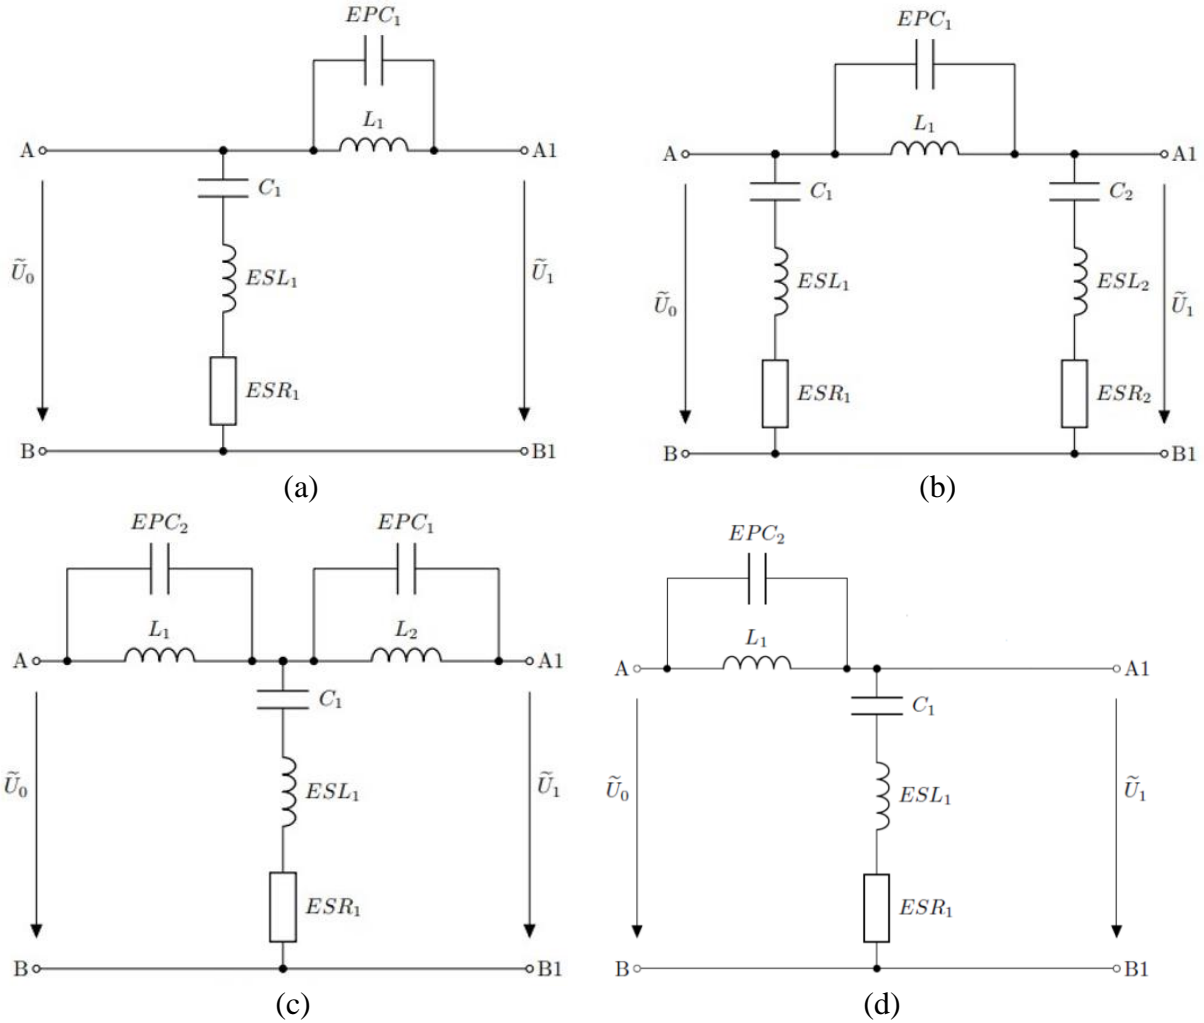 EPC₁
L₁
A
A1
C₁
Ũ₀
ESL₁
Ũ₁
ESR₁
B
B1
(a)
EPC₁
L₁
A
A1
C₁
C₂
Ũ₀
ESL₁
ESL₂
Ũ₁
ESR₁
ESR₂
B
B1
(b)
EPC₂
EPC₁
L₁
L₂
A
A1
C₁
Ũ₀
ESL₁
Ũ₁
ESR₁
B
B1
(c)
EPC₂
L₁
A
A1
C₁
Ũ₀
ESL₁
Ũ₁
ESR₁
B
B1
(d)